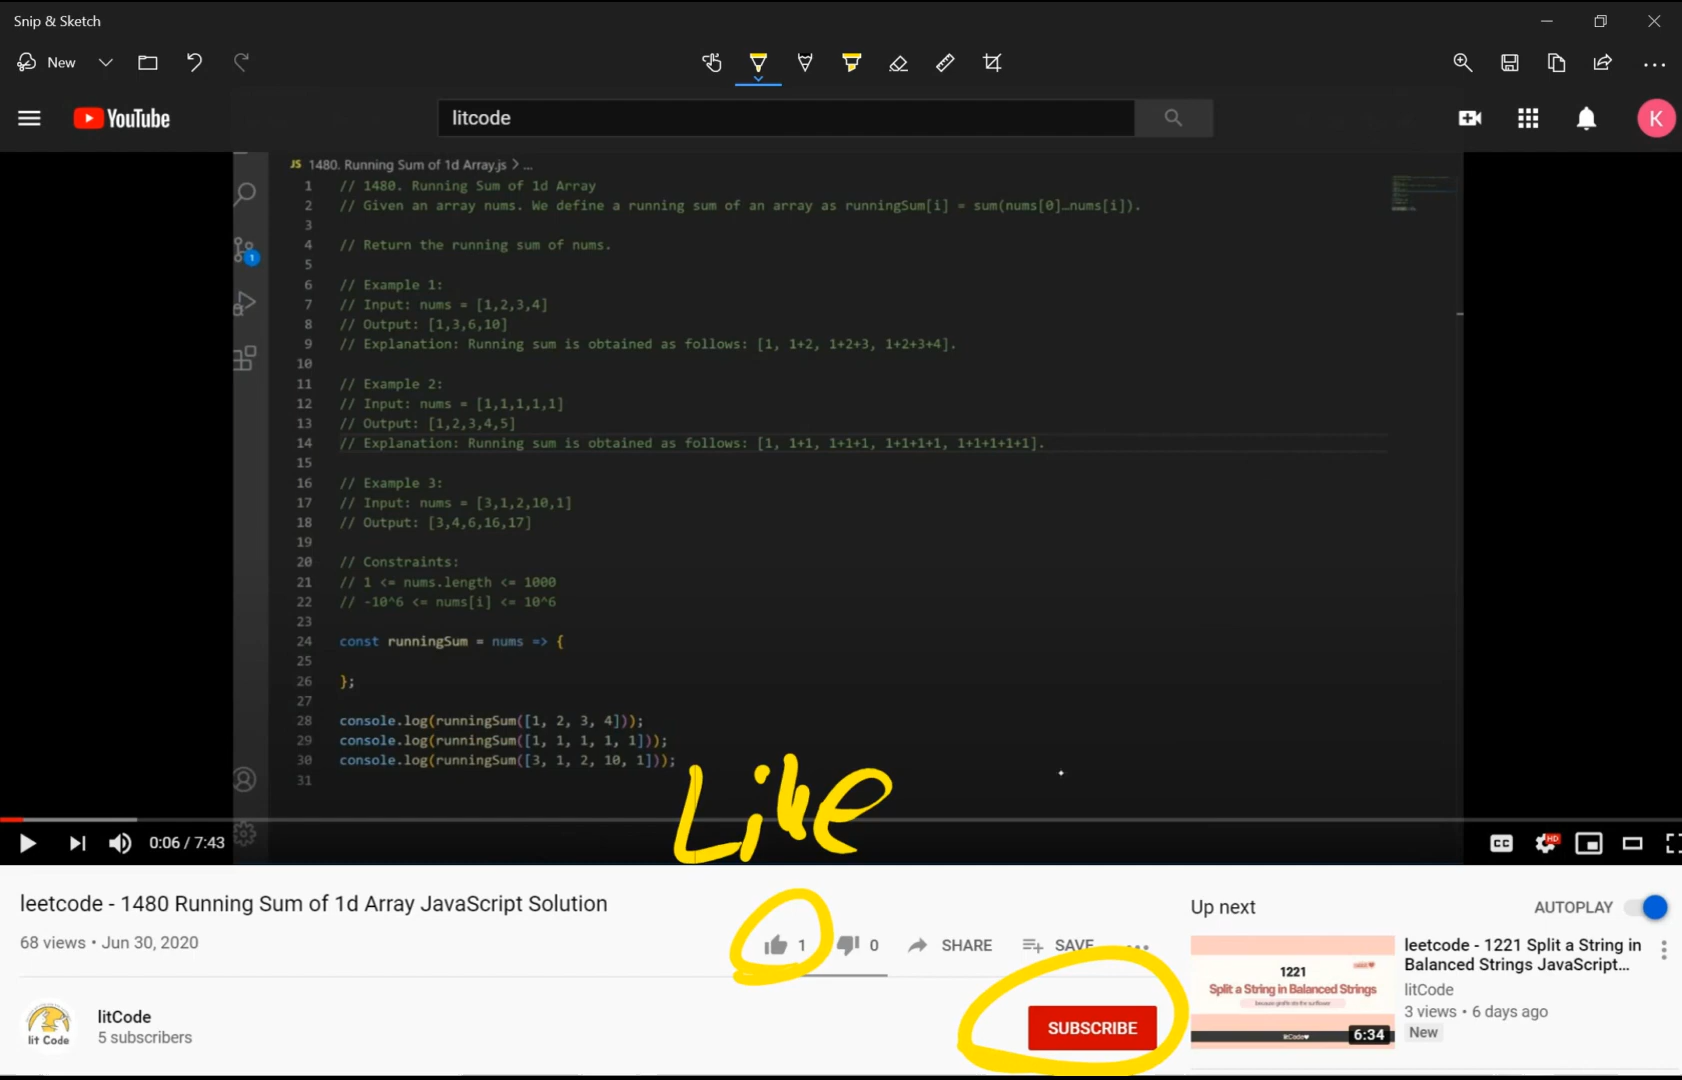 Snip & Sketch
New
YouTube
litcode
K
JS 1480. Running Sum of 1d Array.js > ...
1 // 1480. Running Sum of 1d Array
2 // Given an array nums. We define a running sum of an array as runningSum[i] = sum(nums[0]…nums[i]).
3
4 // Return the running sum of nums.
5
6 // Example 1:
7 // Input: nums = [1,2,3,4]
8 // Output: [1,3,6,10]
9 // Explanation: Running sum is obtained as follows: [1, 1+2, 1+2+3, 1+2+3+4].
10
11 // Example 2:
12 // Input: nums = [1,1,1,1,1]
13 // Output: [1,2,3,4,5]
14 // Explanation: Running sum is obtained as follows: [1, 1+1, 1+1+1, 1+1+1+1, 1+1+1+1+1].
15
16 // Example 3:
17 // Input: nums = [3,1,2,10,1]
18 // Output: [3,4,6,16,17]
19
20 // Constraints:
21 // 1 <= nums.length <= 1000
22 // -10^6 <= nums[i] <= 10^6
23
24 const runningSum = nums => {
25
26 };
27
28 console.log(runningSum([1, 2, 3, 4]));
29 console.log(runningSum([1, 1, 1, 1, 1]));
30 console.log(runningSum([3, 1, 2, 10, 1]));
31
1
Like
0:06 / 7:43
CC
HD
leetcode - 1480 Running Sum of 1d Array JavaScript Solution
68 views • Jun 30, 2020
1 0 SHARE SAVE
lit Code
litCode
5 subscribers
SUBSCRIBE
Up next
AUTOPLAY
1221
Split a String in Balanced Strings
litCode
6:34
leetcode - 1221 Split a String in
Balanced Strings JavaScript...
litCode
3 views • 6 days ago
New